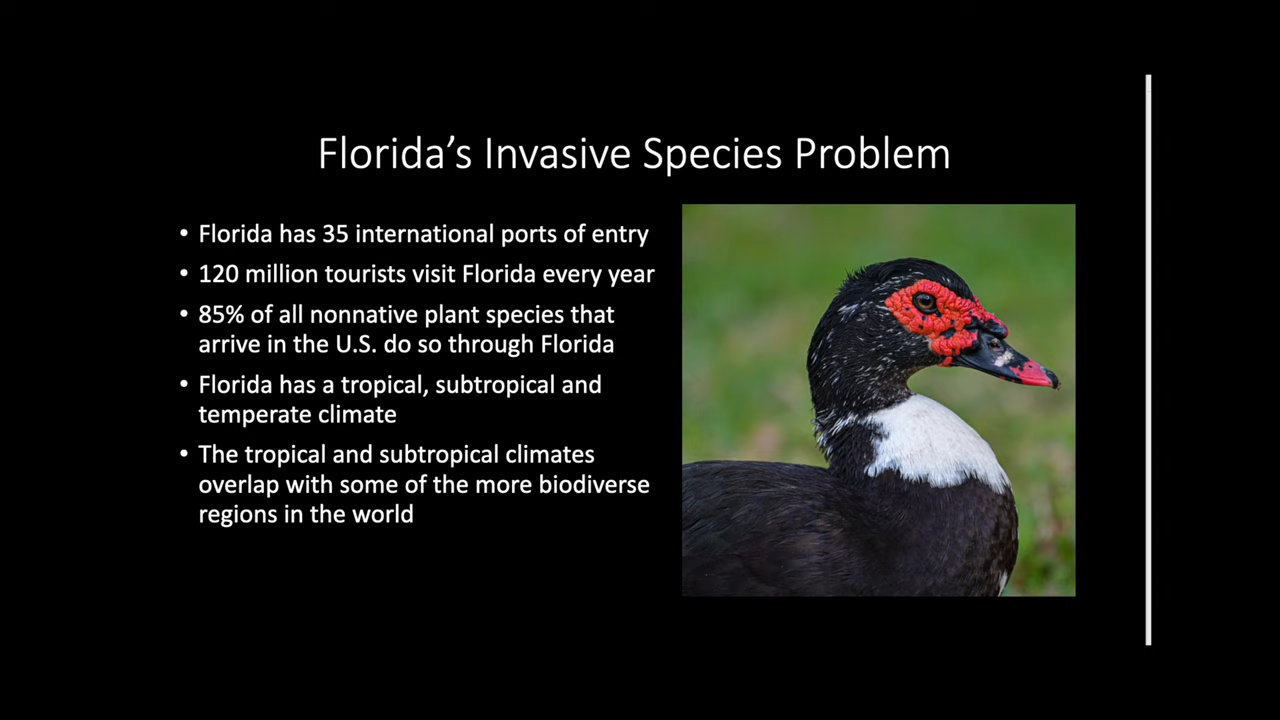 Florida’s Invasive Species Problem
• Florida has 35 international ports of entry
• 120 million tourists visit Florida every year
• 85% of all nonnative plant species that
arrive in the U.S. do so through Florida
• Florida has a tropical, subtropical and
temperate climate
• The tropical and subtropical climates
overlap with some of the more biodiverse
regions in the world